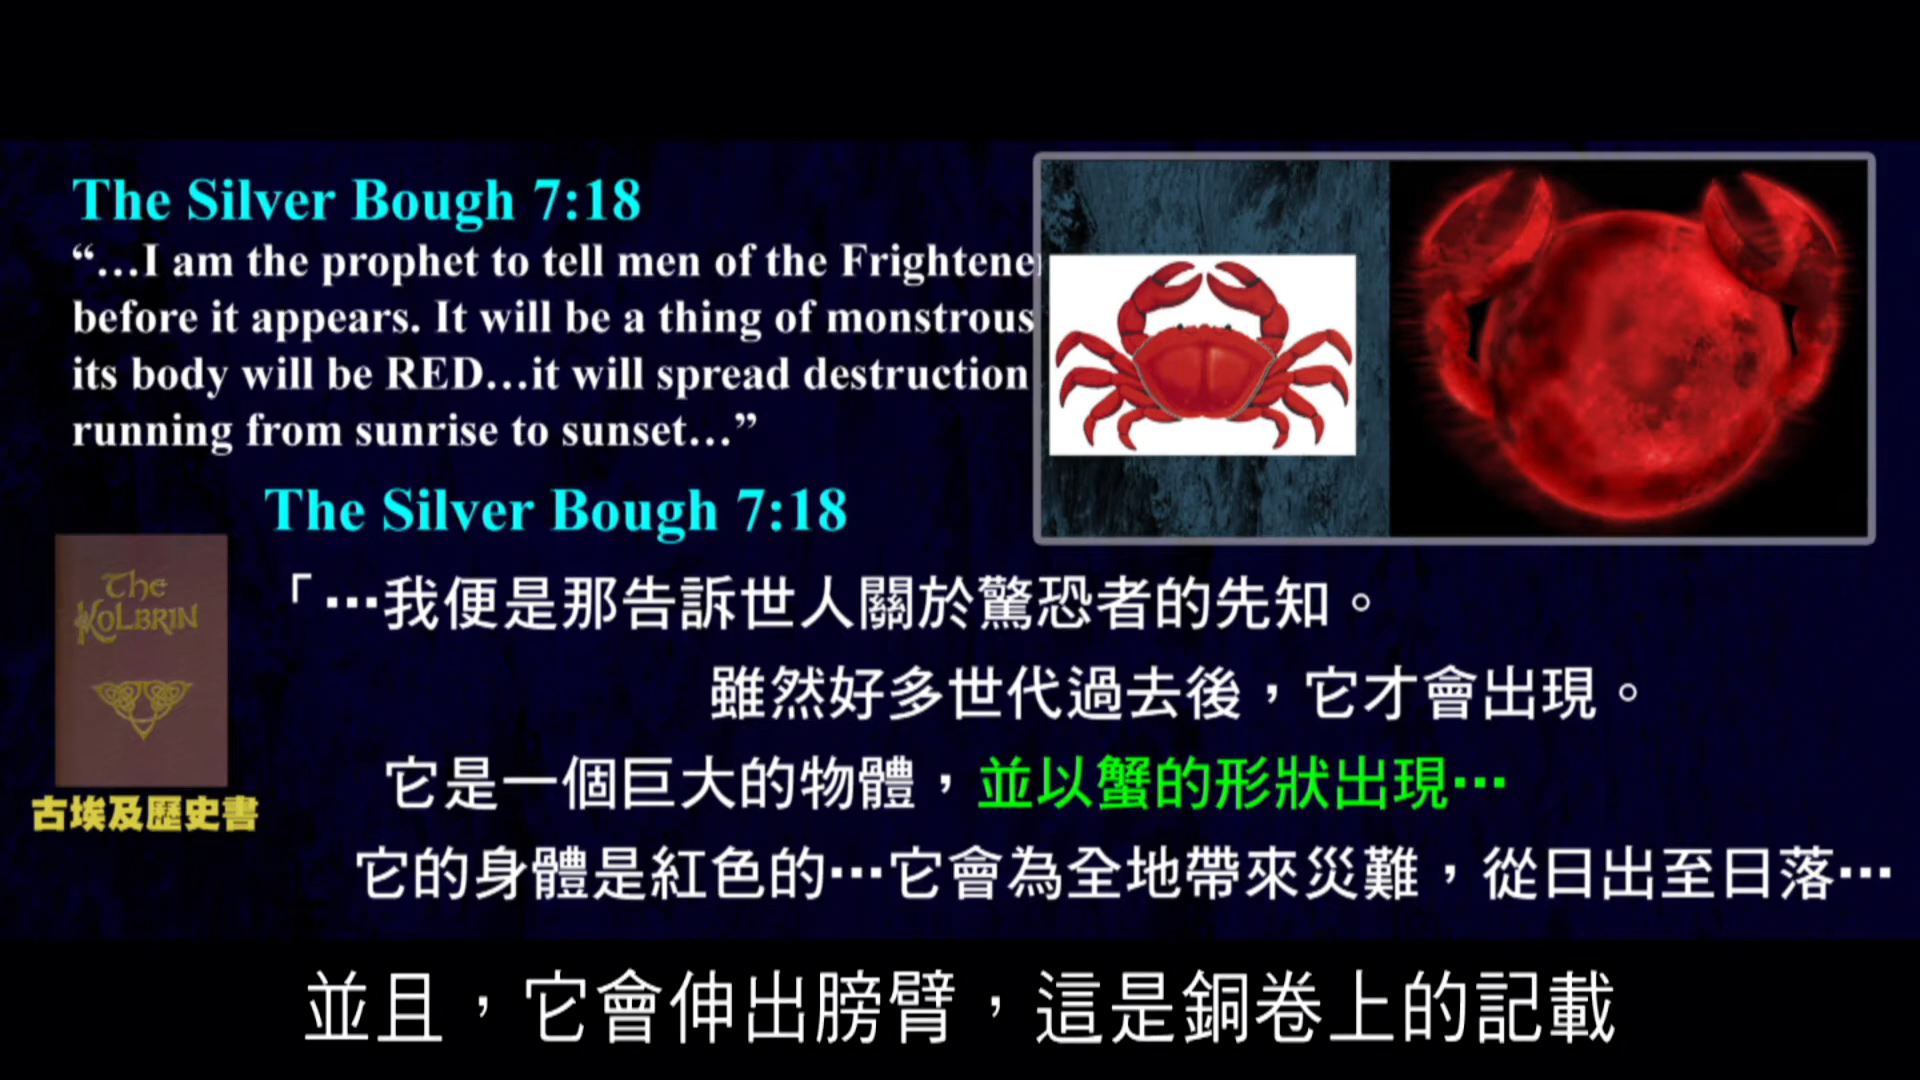 The Silver Bough 7:18
“…I am the prophet to tell men of the Frightene
before it appears. It will be a thing of monstrous
its body will be RED…it will spread destruction
running from sunrise to sunset…”
The Silver Bough 7:18
The
KOLBRIN
古埃及歷史書
「…我便是那告訴世人關於驚恐者的先知。
雖然好多世代過去後，它才會出現。
它是一個巨大的物體，並以蟹的形狀出現…
它的身體是紅色的…它會為全地帶來災難，從日出至日落…
並且，它會伸出膀臂，這是銅卷上的記載